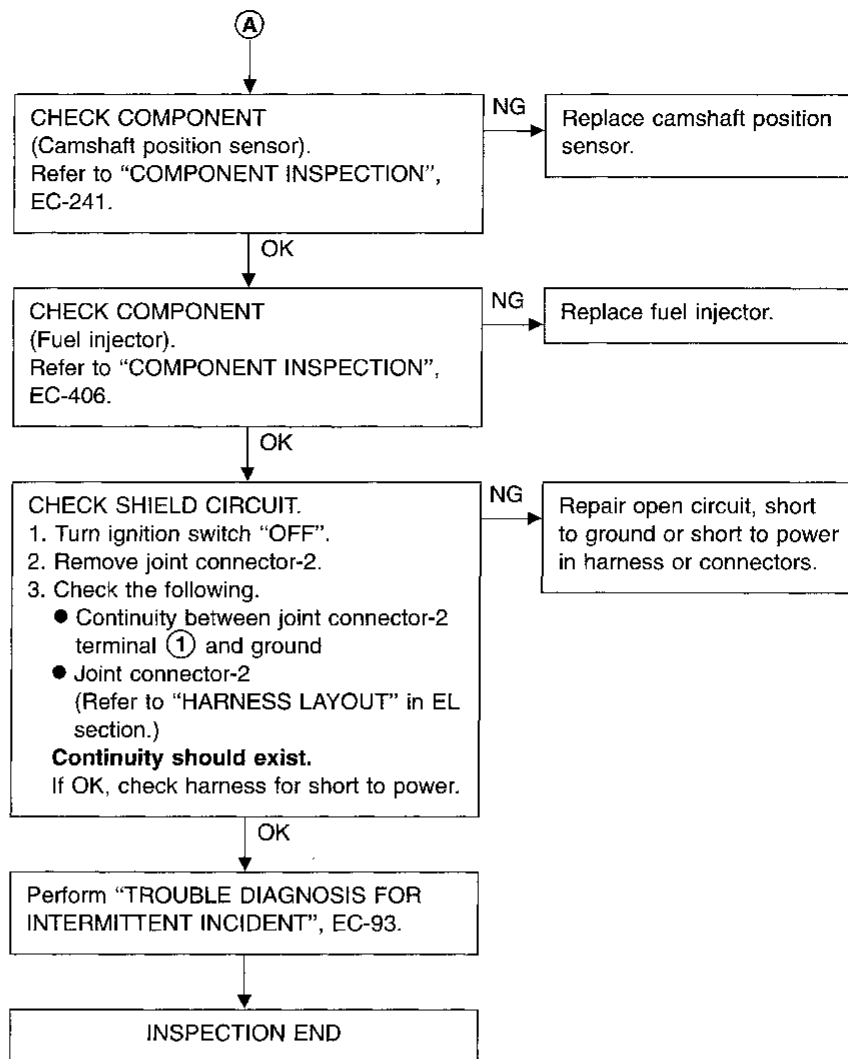 A
CHECK COMPONENT
(Camshaft position sensor).
Refer to “COMPONENT INSPECTION”,
EC-241.
NG
Replace camshaft position
sensor.
OK
CHECK COMPONENT
(Fuel injector).
Refer to “COMPONENT INSPECTION”,
EC-406.
NG
Replace fuel injector.
OK
CHECK SHIELD CIRCUIT.
1. Turn ignition switch “OFF”.
2. Remove joint connector-2.
3. Check the following.
● Continuity between joint connector-2
terminal ① and ground
● Joint connector-2
(Refer to “HARNESS LAYOUT” in EL
section.)
Continuity should exist.
If OK, check harness for short to power.
NG
Repair open circuit, short
to ground or short to power
in harness or connectors.
OK
Perform “TROUBLE DIAGNOSIS FOR
INTERMITTENT INCIDENT”, EC-93.
INSPECTION END